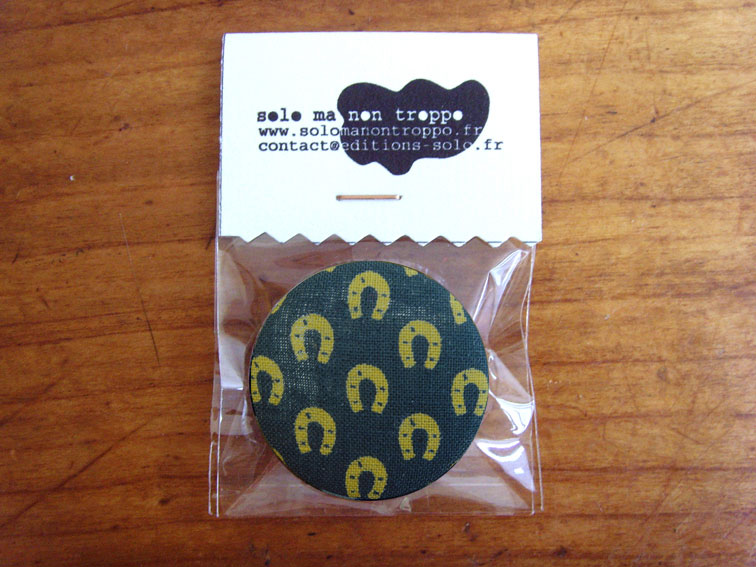 solo ma non troppo
www.solomanontroppo.fr
contact@editions-solo.fr